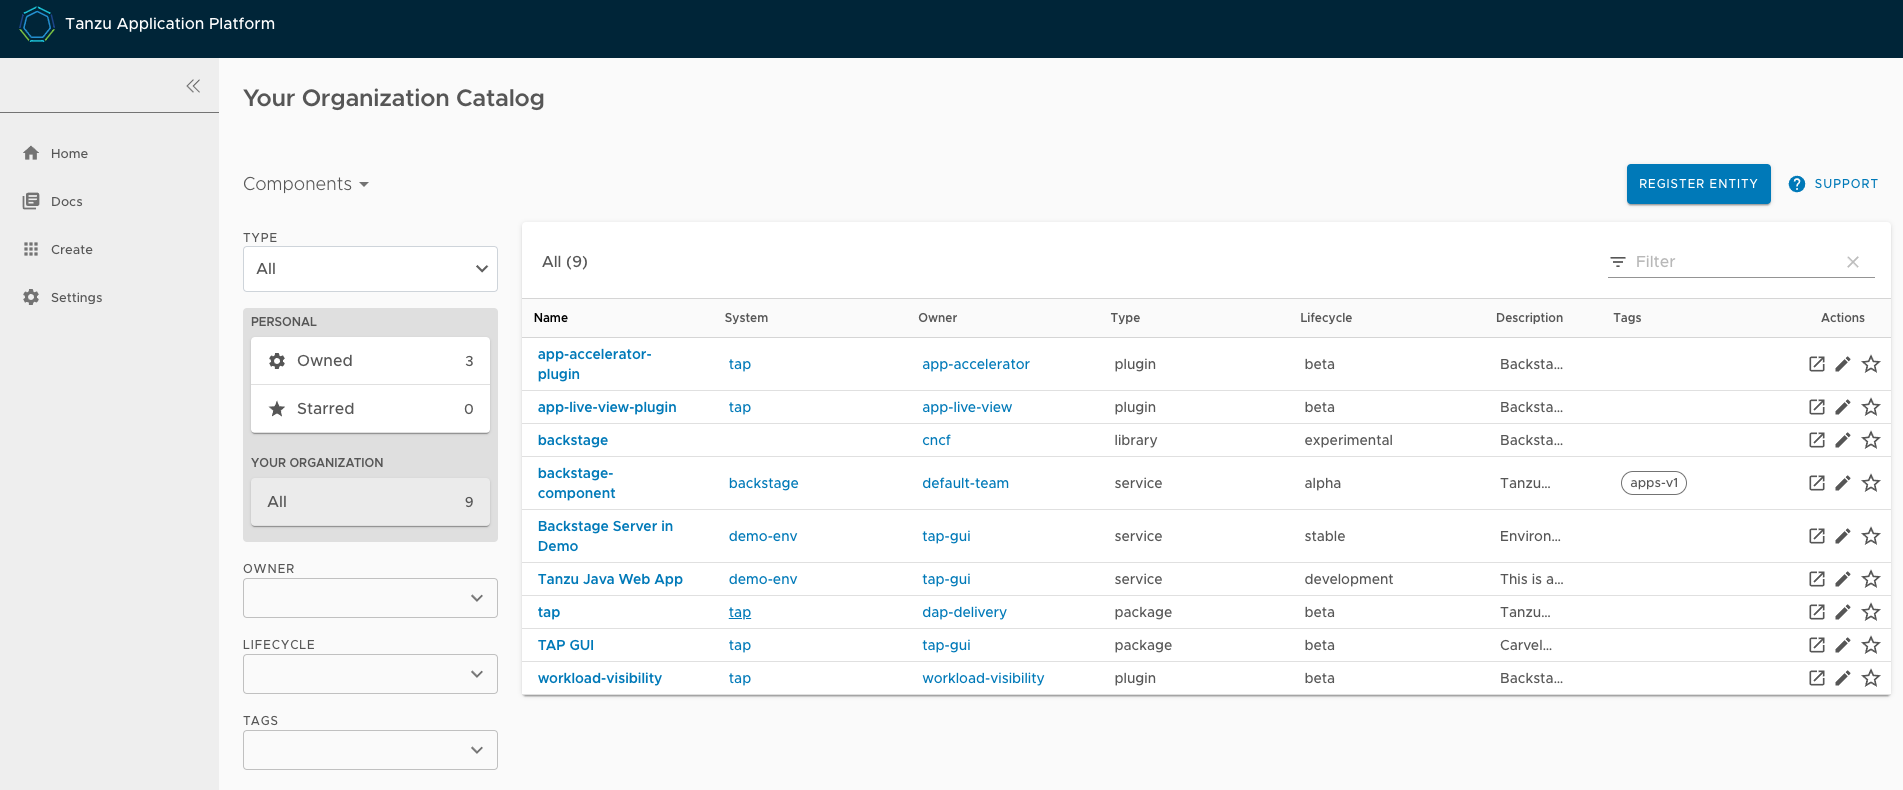 Tanzu Application Platform
Home
Docs
Create
Settings
Your Organization Catalog
Components
REGISTER ENTITY
SUPPORT
TYPE
All
PERSONAL
Owned 3
Starred 0
YOUR ORGANIZATION
All 9
OWNER
LIFECYCLE
TAGS
All (9)
Filter
Name System Owner Type Lifecycle Description Tags Actions
app-accelerator-
plugin
tap app-accelerator plugin beta Backsta...
app-live-view-plugin tap app-live-view plugin beta Backsta...
backstage cncf library experimental Backsta...
backstage-
component
backstage default-team service alpha Tanzu... apps-v1
Backstage Server in
Demo
demo-env tap-gui service stable Environ...
Tanzu Java Web App demo-env tap-gui service development This is a...
tap tap dap-delivery package beta Tanzu...
TAP GUI tap tap-gui package beta Carvel...
workload-visibility tap workload-visibility plugin beta Backsta...